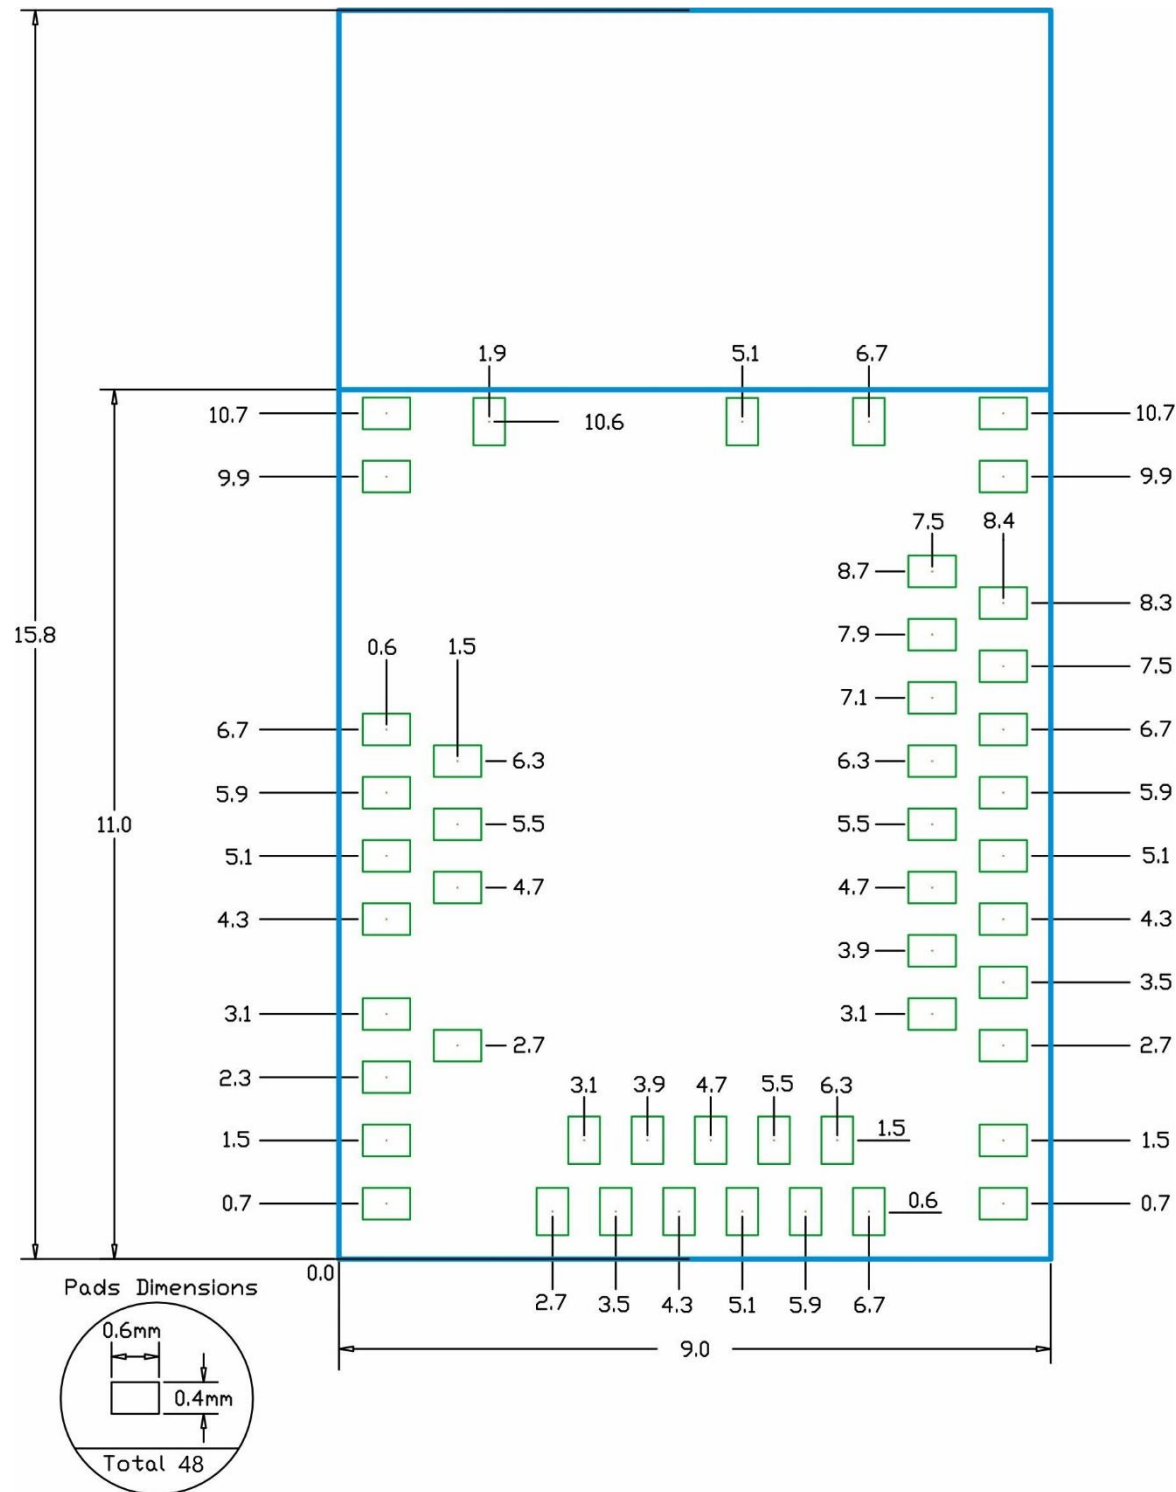 1.9 5.1 6.7
10.7 10.6 10.7
9.9 9.9
7.5 8.4
8.7 8.3
15.8 7.9
0.6 1.5 7.5
7.1
6.7 6.7
6.3 6.3
5.9 5.9
11.0 5.5 5.5
5.1 5.1
4.7 4.7
4.3 4.3
3.9
3.5
3.1 3.1
2.7 2.7
2.3 3.1 3.9 4.7 5.5 6.3
1.5 1.5 1.5
0.7 0.6 0.7
0.0
Pads Dimensions
2.7 3.5 4.3 5.1 5.9 6.7
0.6mm
9.0
0.4mm
Total 48